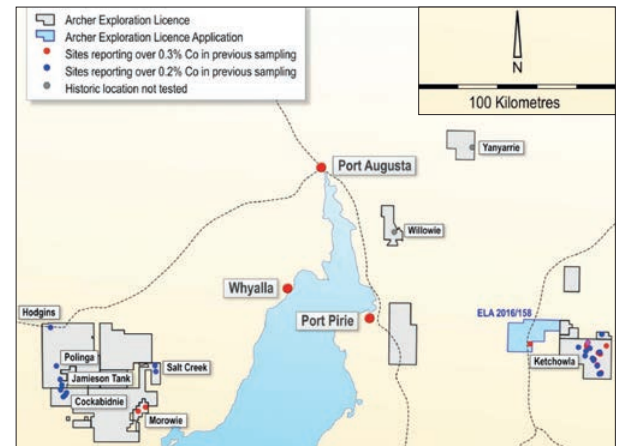 Archer Exploration Licence
Archer Exploration Licence Application
Sites reporting over 0.3% Co in previous sampling
Sites reporting over 0.2% Co in previous sampling
Historic location not tested
N
100 Kilometres
Yanyarrie
Port Augusta
Willowie
Whyalla
Port Pirie
Hodgins
ELA 2016/158
Polinga
Salt Creek
Ketchowla
Jamieson Tank
Cockabidnie
Morowie